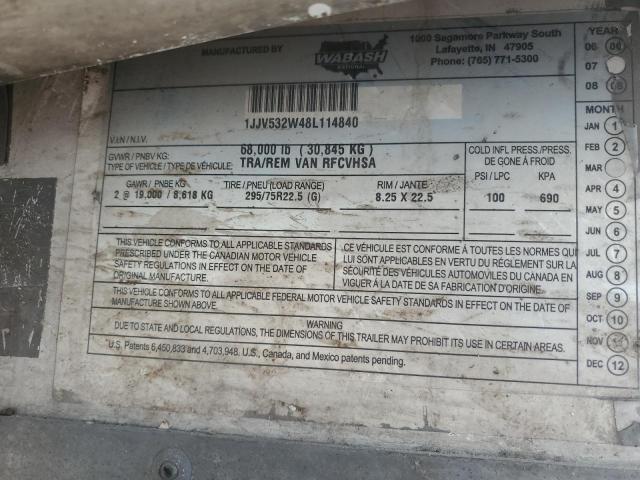 MANUFACTURED BY
WABASH
NATIONAL
1000 Sagamore Parkway South
Lafayette, IN 47905
Phone: (765) 771-5300
1JJV532W48L114840
V.I.N./N.I.V.
68,000 lb ( 30,845 KG )
GVWR / PNBV KG:
TYPE OF VEHICLE / TYPE DE VÉHICULE:
TRA/REM VAN RFCVHSA
COLD INFL PRESS./PRESS.
DE GONE À FROID
PSI / LPC KPA
100 690
GAWR / PNBE KG
2 @ 19,000 / 8,618 KG
TIRE / PNEU (LOAD RANGE)
295/75R22.5 (G)
RIM / JANTE
8.25 X 22.5
THIS VEHICLE CONFORMS TO ALL APPLICABLE STANDARDS
PRESCRIBED UNDER THE CANADIAN MOTOR VEHICLE
SAFETY REGULATIONS IN EFFECT ON THE DATE OF
ORIGINAL MANUFACTURE.
CE VÉHICULE EST CONFORME À TOUTES LES NORMES QUI
LUI SONT APPLICABLES EN VERTU DU RÉGLEMENT SUR LA
SÉCURITÉ DES VÉHICULES AUTOMOVILES DU CANADA EN
VIGUER À LA DATE DE SA FABRICATION D'ORIGINE.
THIS VEHICLE CONFORMS TO ALL APPLICABLE FEDERAL MOTOR VEHICLE SAFETY STANDARDS IN EFFECT ON THE DATE OF
MANUFACTURE SHOWN ABOVE.
WARNING
DUE TO STATE AND LOCAL REGULATIONS, THE DIMENSIONS OF THIS TRAILER MAY PROHIBIT ITS USE IN CERTAIN AREAS.
U.S. Patents 6,450,833 and 4,703,948. U.S., Canada, and Mexico patents pending.
YEAR
06 06
07
08 08
MONTH
JAN 1
FEB 2
MAR
APR 4
MAY 5
JUN 6
JUL 7
AUG 8
SEP 9
OCT 10
NOV 11
DEC 12